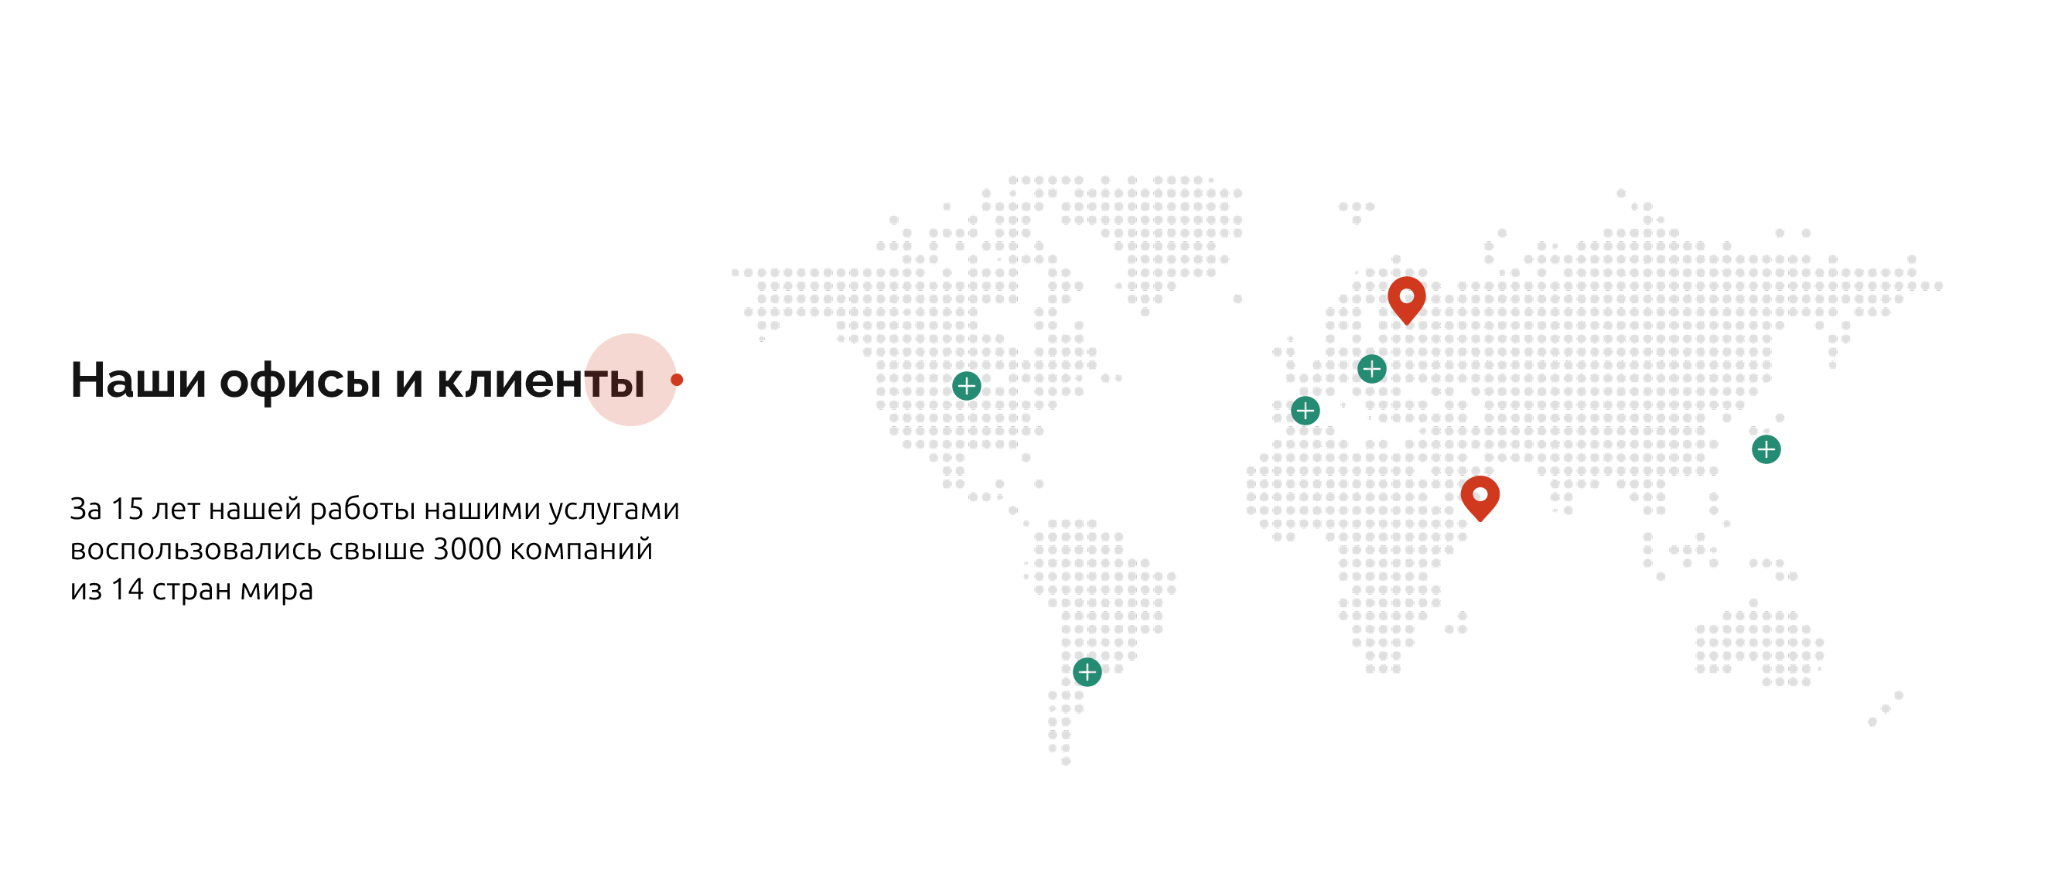 Наши офисы и клиенты
За 15 лет нашей работы нашими услугами
воспользовались свыше 3000 компаний
из 14 стран мира